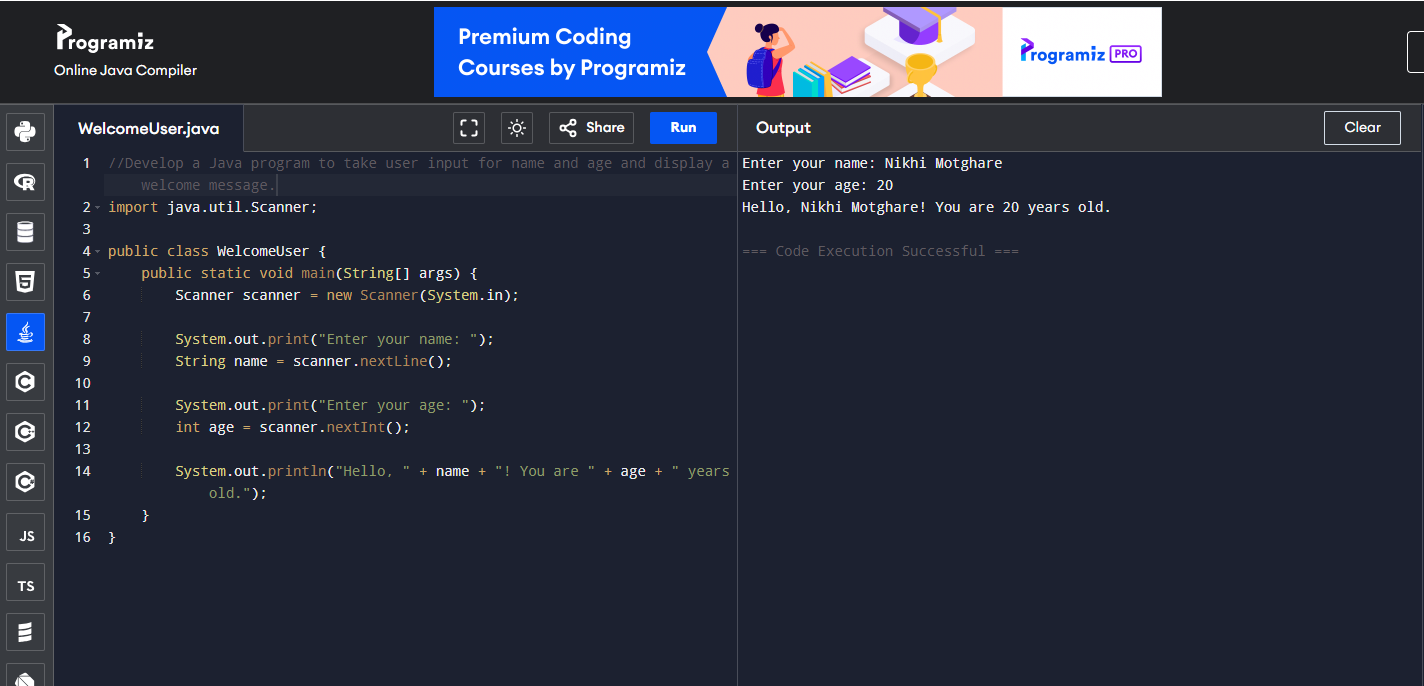 Programiz
Online Java Compiler
Premium Coding
Courses by Programiz
Programiz PRO
WelcomeUser.java
Share
Run
Output
Clear
1 //Develop a Java program to take user input for name and age and display a
welcome message.
2 import java.util.Scanner;
3
4 public class WelcomeUser {
5 public static void main(String[] args) {
6 Scanner scanner = new Scanner(System.in);
7
8 System.out.print("Enter your name: ");
9 String name = scanner.nextLine();
10
11 System.out.print("Enter your age: ");
12 int age = scanner.nextInt();
13
14 System.out.println("Hello, " + name + "! You are " + age + " years
old.");
15 }
16 }
Enter your name: Nikhi Motghare
Enter your age: 20
Hello, Nikhi Motghare! You are 20 years old.
=== Code Execution Successful ===
R
5
C
C
C
JS
TS